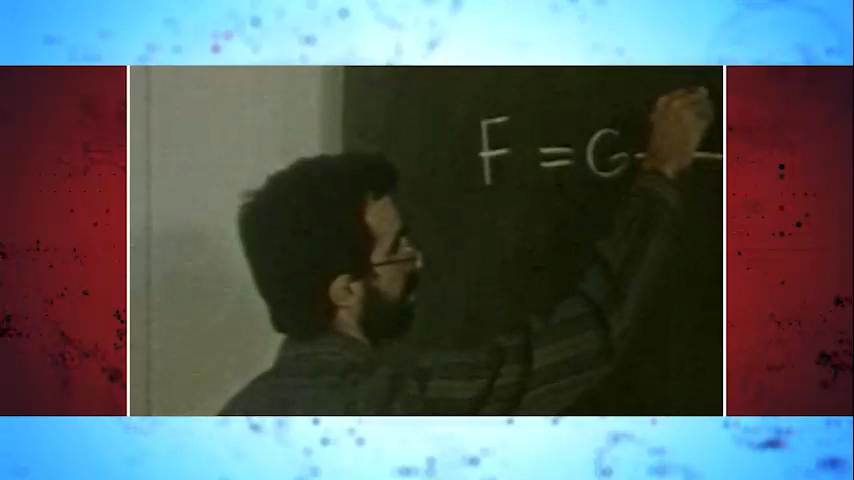 F = G